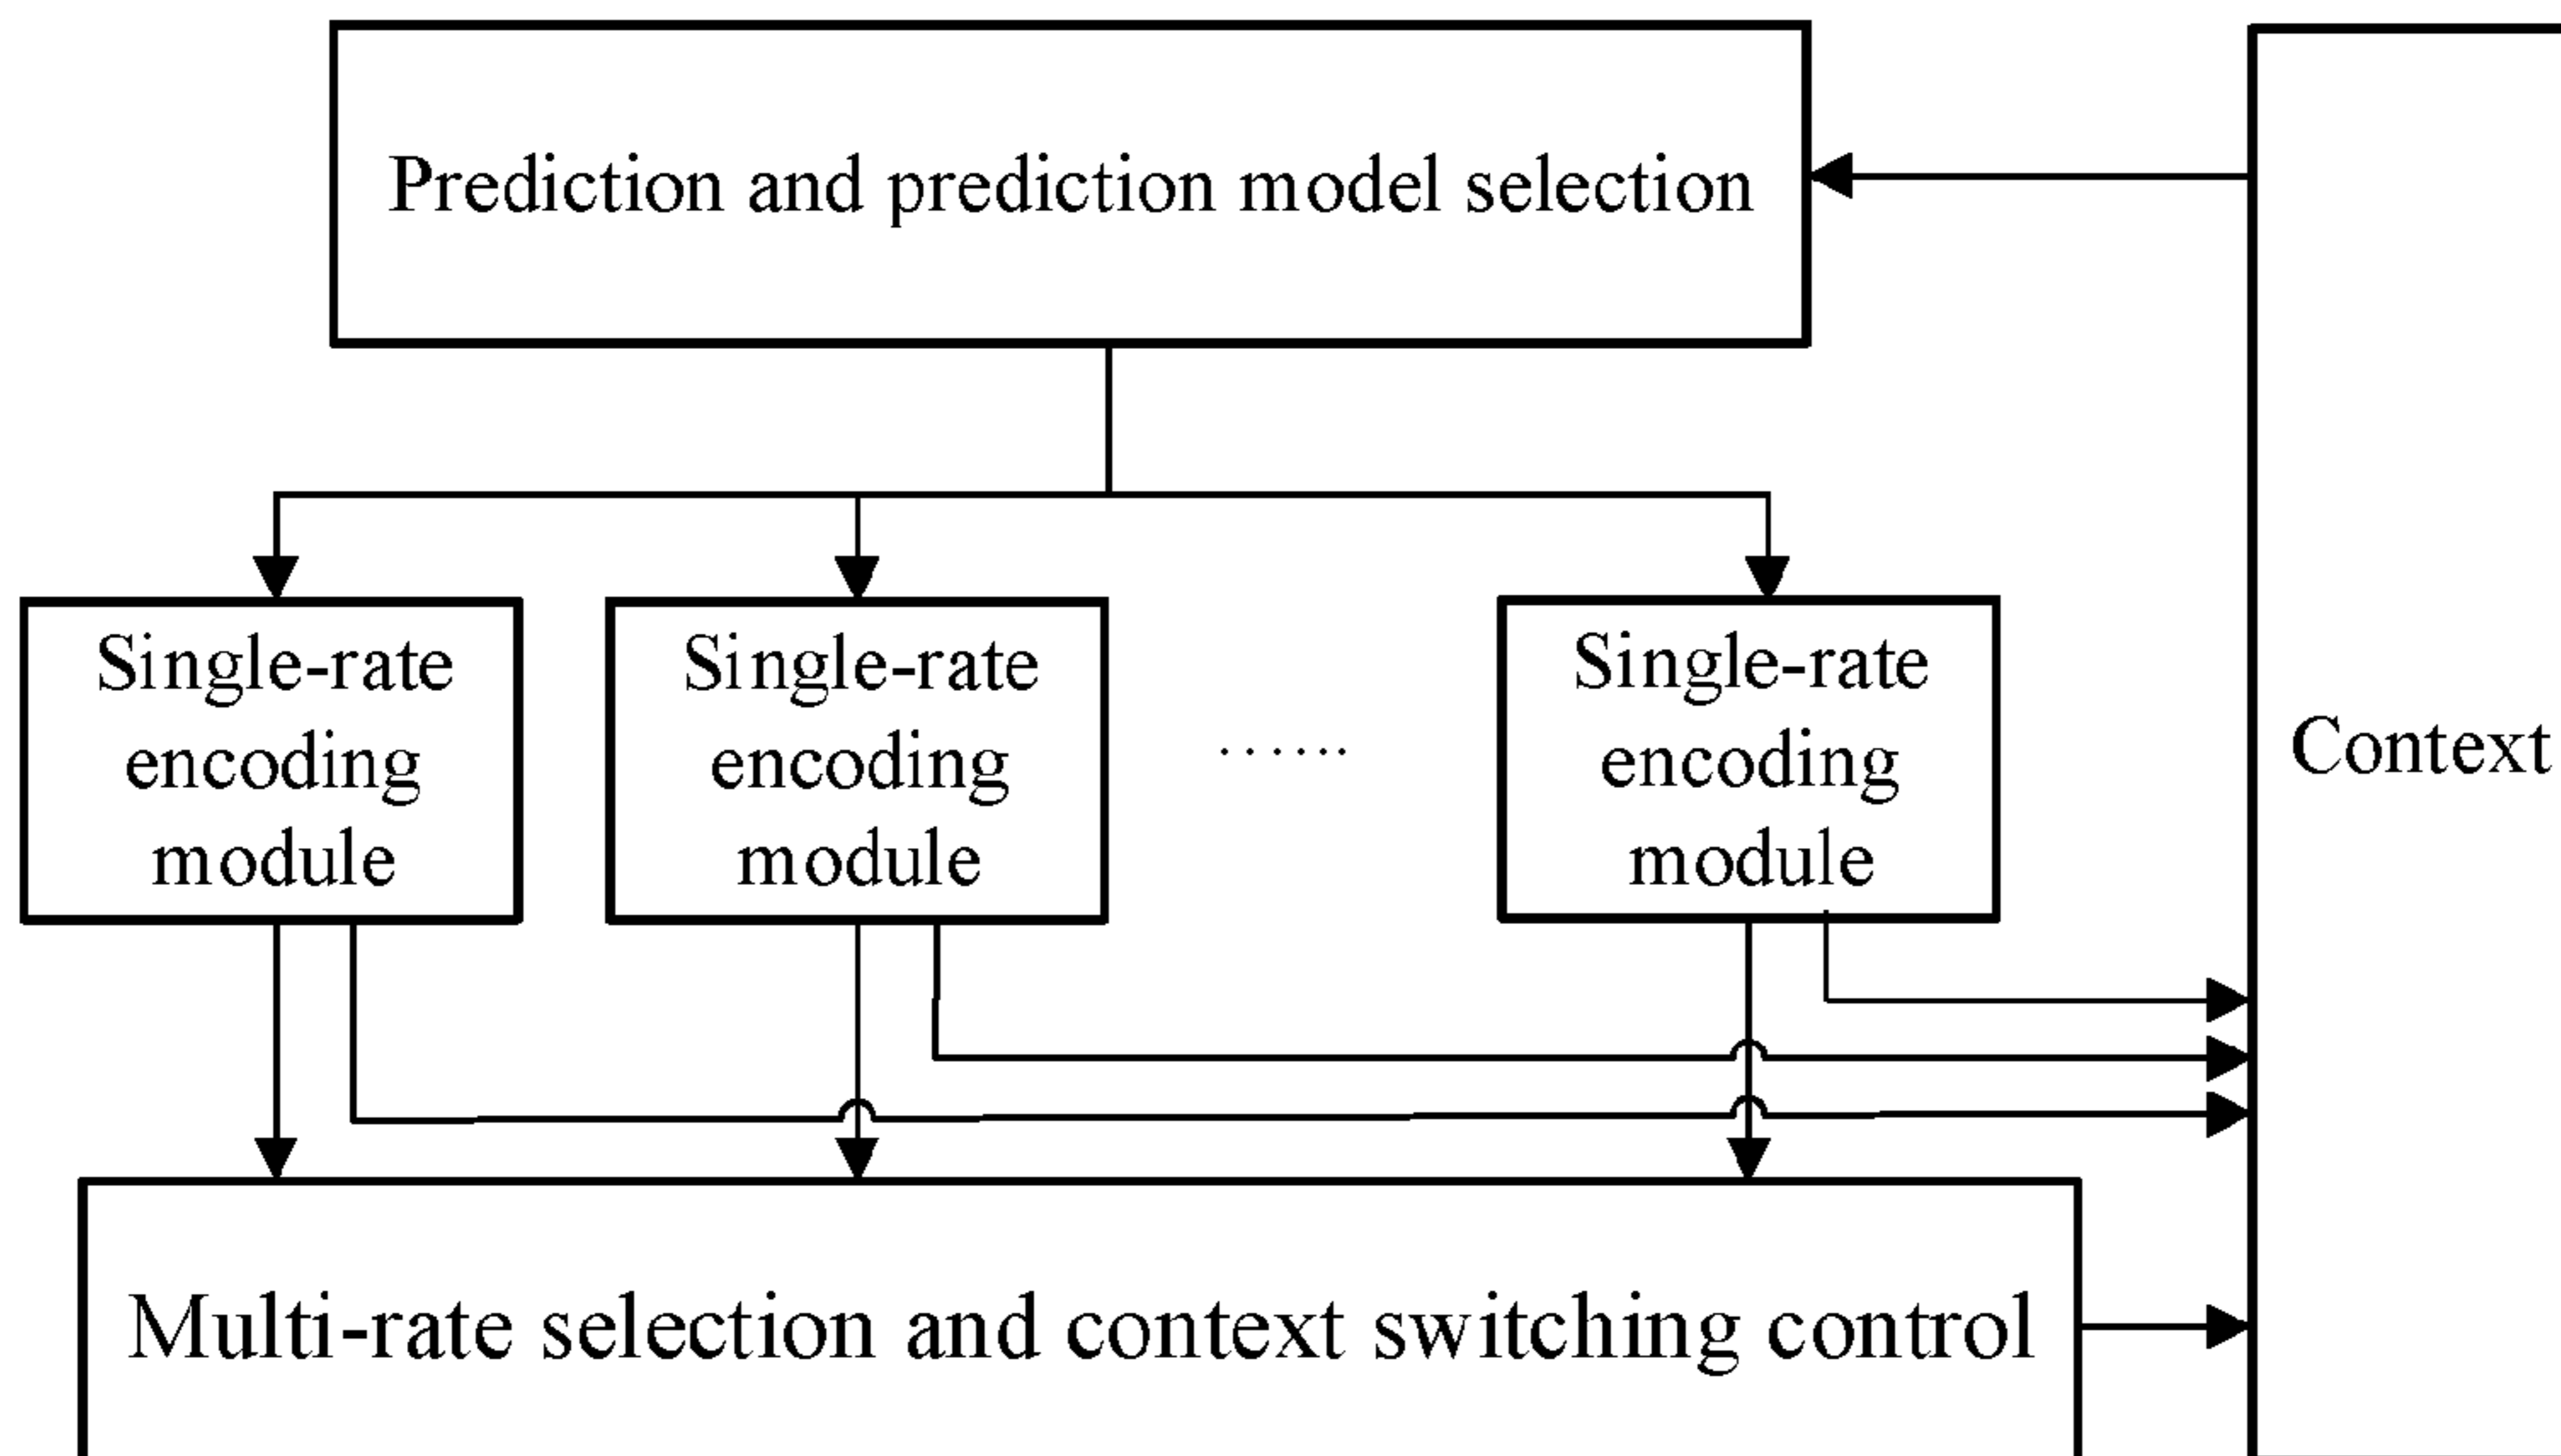 Prediction and prediction model selection
Single-rate
encoding
module
Single-rate
encoding
module
......
Single-rate
encoding
module
Context
Multi-rate selection and context switching control